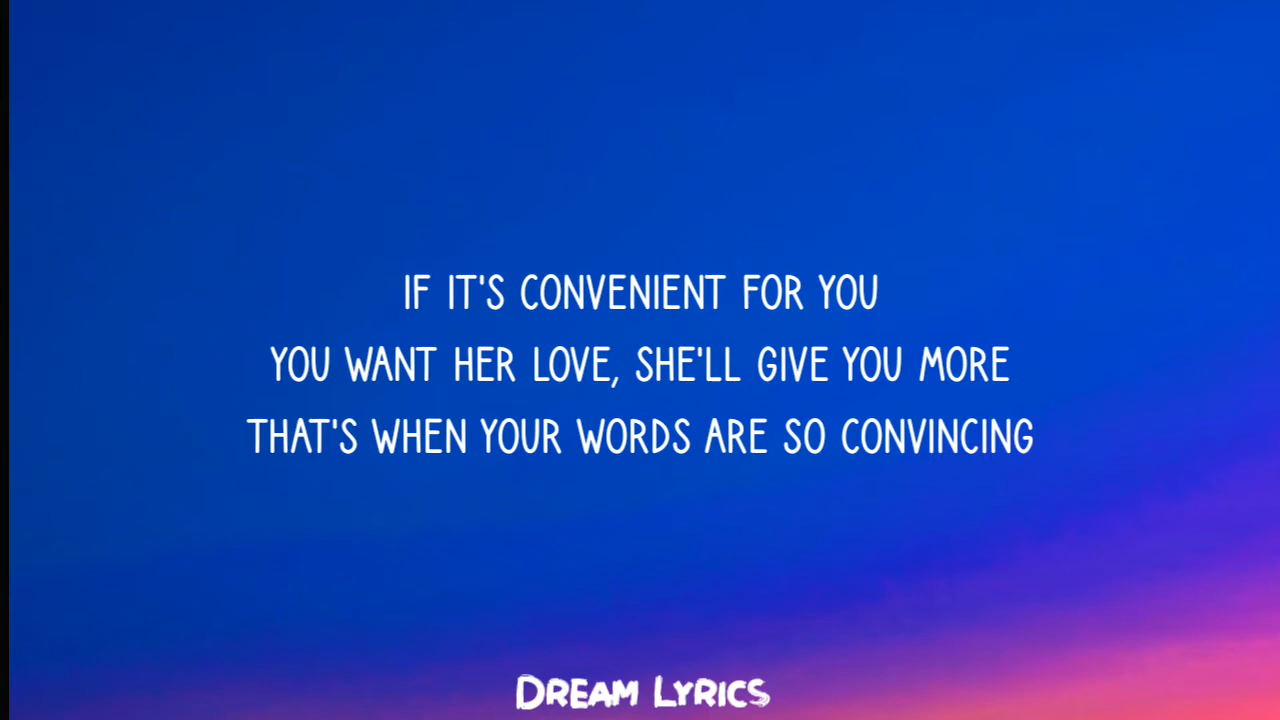 IF IT'S CONVENIENT FOR YOU
YOU WANT HER LOVE, SHE'LL GIVE YOU MORE
THAT'S WHEN YOUR WORDS ARE SO CONVINCING
DREAM LYRICS